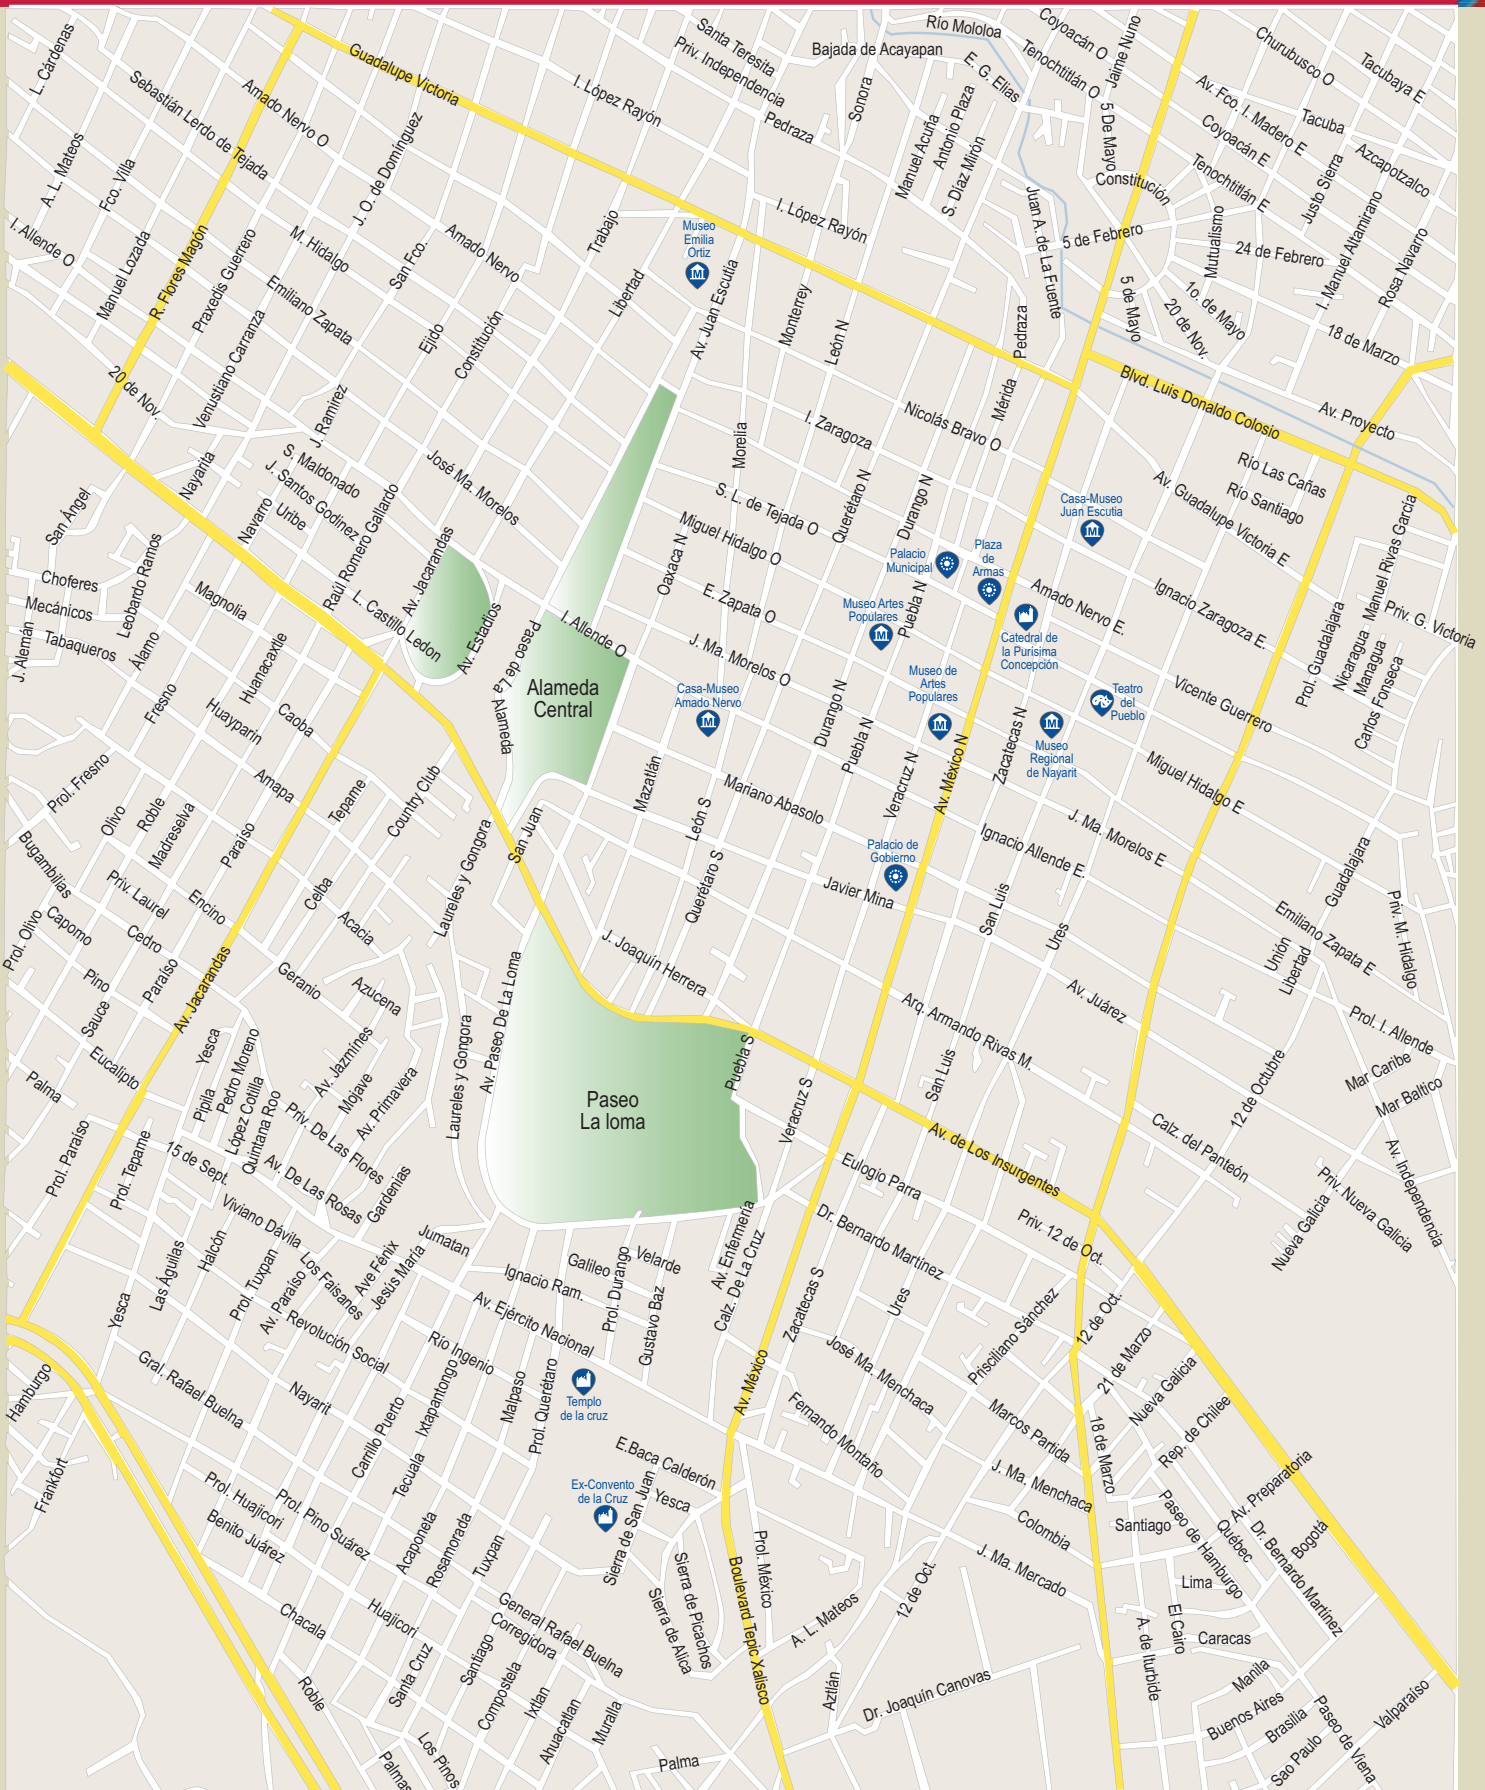 L. Cárdenas
Sebastián Lerdo de Tejada
Amado Nervo O
Guadalupe Victoria
I. López Rayón
Santa Teresita
Priv. Independencia
Pedraza
Bajada de Acayapan
Río Mololoa
Sonora
E. G. Elias
Coyoacán O
Tenochtitlán O
Jaime Nuno
5 De Mayo
Churubusco O
Tacubaya E
Av. Fco. I. Madero E
Tacuba
Coyoacán E
Azcapotzalco
Tenochtitlán E
Justo Sierra
I. Manuel Altamirano
Rosa Navarro
A. L. Mateos
Fco. Villa
J. O. de Domínguez
Manuel Acuña
Antonio Plaza
S. Díaz Mirón
Juan A. de La Fuente
Constitución
5 de Febrero
Mutualismo
24 de Febrero
1o. de Mayo
20 de Nov.
18 de Marzo
5 de Mayo
I. Allende O
Manuel Lozada
R. Flores Magón
Praxedis Guerrero
M. Hidalgo
San Fco.
Amado Nervo
Trabajo
Libertad
Museo
Emilia
Ortiz
Av. Juan Escutia
I. López Rayón
Monterrey
León N
Pedraza
Mérida
Emiliano Zapata
Ejido
Constitución
Venustiano Carranza
20 de Nov.
J. Ramirez
Blvd. Luis Donaldo Colosio
Av. Proyecto
Nicolás Bravo O
I. Zaragoza
Morelia
José Ma. Morelos
S. Maldonado
J. Santos Godinez
Uribe
Navarro
Navarita
San Ángel
Raúl Romero Gallardo
Av. Jacarandas
S. L. de Tejada O
Miguel Hidalgo O
Querétaro N
Durango N
Oaxaca N
Casa-Museo
Juan Escutia
Río Las Cañas
Río Santiago
Av. Guadalupe Victoria E
Manuel Rivas García
Palacio
Municipal
Plaza
de
Armas
Choferes
Mecánicos
Tabaqueros
J. Alemán
Leobardo Ramos
Magnolia
Álamo
L. Castillo Ledon
Av. Estadios
Paseo de La Alameda
I. Allende O
E. Zapata O
J. Ma. Morelos O
Museo Artes
Populares
Puebla N
Catedral de
la Purísima
Concepción
Amado Nervo E.
Ignacio Zaragoza E.
Priv. G. Victoria
Prol. Guadalajara
Nicaragua
Managua
Carlos Fonseca
Alameda
Central
Casa-Museo
Amado Nervo
Museo de
Artes
Populares
Teatro
del
Pueblo
Museo
Regional
de Nayarit
Vicente Guerrero
Huanacaxtle
Fresno
Huayparín
Caoba
Durango N
Puebla N
Veracruz N
Av. México N
Zacatecas N
Miguel Hidalgo E
Prol. Fresno
Amapa
Tepame
Country Club
Mazatlán
Mariano Abasolo
León S
J. Ma. Morelos E
Olivo
Roble
Madreselva
Paraíso
San Juan
Laureles y Gongora
Bugambilias
Palacio de
Gobierno
Ignacio Allende E.
Guadalajara
Javier Mina
Querétaro S
Priv. Laurel
Encino
Ceiba
Acacia
San Luis
Ures
Emiliano Zapata E
Priv. M. Hidalgo
Prol. Olivo
Capomo
Cedro
J. Joaquín Herrera
Unión
Libertad
Pino
Paraíso
Av. Jacarandas
Geranio
Azucena
Av. Paseo De La Loma
Av. Juárez
Arq. Armando Rivas M.
Prol. I. Allende
Sauce
Eucalipto
Palma
Yesca
Pedro Moreno
Pipila
López Cotilla
Quintana Roo
Av. Jazmínes
Mojave
Av. Primavera
Laureles y Gongora
Paseo
La loma
Puebla S
Veracruz S
San Luis
12 de Octubre
Mar Caribe
Mar Baltico
Av. Independencia
Prol. Paraíso
Prol. Tepame
15 de Sept.
Priv. De Las Flores
Av. De Las Rosas
Gardenias
Av. de Los Insurgentes
Eulogio Parra
Calz. del Panteón
Priv. Nueva Galicia
Nueva Galicia
Viviano Dávila
Halcón
Las Águilas
Prol. Tuxpan
Los Faisanes
Av. Paraíso
Ave Fénix
Jesús María
Jumatan
Ignacio Ram.
Galileo
Prol. Durango
Velarde
Gustavo Baz
Av. Enfermería
Calz. De La Cruz
Dr. Bernardo Martínez
Priv. 12 de Oct.
Zacatecas S
Ures
Yesca
Revolución Social
Av. Ejército Nacional
Río Ingenio
Prisciliano Sánchez
12 de Oct.
21 de Marzo
Nueva Galicia
Rep. de Chilee
Hamburgo
Gral. Rafael Buelna
Nayarit
Carrillo Puerto
Ixtapantongo
Malpaso
Prol. Querétaro
Templo
de la cruz
Av. México
José Ma. Menchaca
Fernando Montaño
Marcos Partida
18 de Marzo
Av. Preparatoria
Frankfort
Prol. Huajicori
Benito Juárez
Prol. Pino Suárez
Tecuala
Acaponeta
Rosamorada
Tuxpan
Ex-Convento
de la Cruz
E.Baca Calderón
Yesca
Sierra de San Juan
J. Ma. Menchaca
Colombia
Santiago
Paseo de Hamburgo
Québec
Dr. Bernardo Martínez
Bogotá
Prol. México
Boulevard Tepic Xalisco
Sierra de Picachos
Sierra de Alica
J. Ma. Mercado
12 de Oct.
A. L. Mateos
Lima
El Cairo
Caracas
A. de Iturbide
Chacala
Huajicori
General Rafael Buelna
Corregidora
Santiago
Santa Cruz
Compostela
Ixtlan
Ahuacatlan
Muralla
Roble
Los Pinos
Palmas
Palma
Aztlán
Dr. Joaquín Canovas
Manila
Buenos Aires
Brasilia
Sao Paulo
Paseo de Viena
Valparaíso